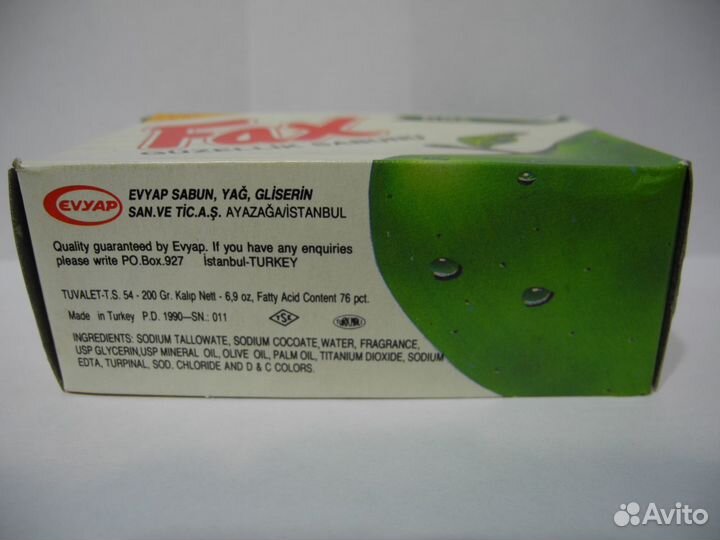 Fax
GÜZELLİK SABUNU
EVYAP
EVYAP SABUN, YAĞ, GLİSERİN
SAN.VE TİC.A.Ş. AYAZAĞA/İSTANBUL
Quality guaranteed by Evyap. If you have any enquiries
please write PO.Box.927 İstanbul-TURKEY
TUVALET-T.S. 54 - 200 Gr. Kalıp Nett - 6,9 oz, Fatty Acid Content 76 pct.
Made in Turkey P.D. 1990-SN.: 011
TSE
INGREDIENTS: SODIUM TALLOWATE, SODIUM COCOATE, WATER, FRAGRANCE,
USP GLYCERIN,USP MINERAL OIL, OLIVE OIL, PALM OIL, TITANIUM DIOXIDE, SODIUM
EDTA, TURPINAL, SOD. CHLORIDE AND D & C COLORS.
Avito